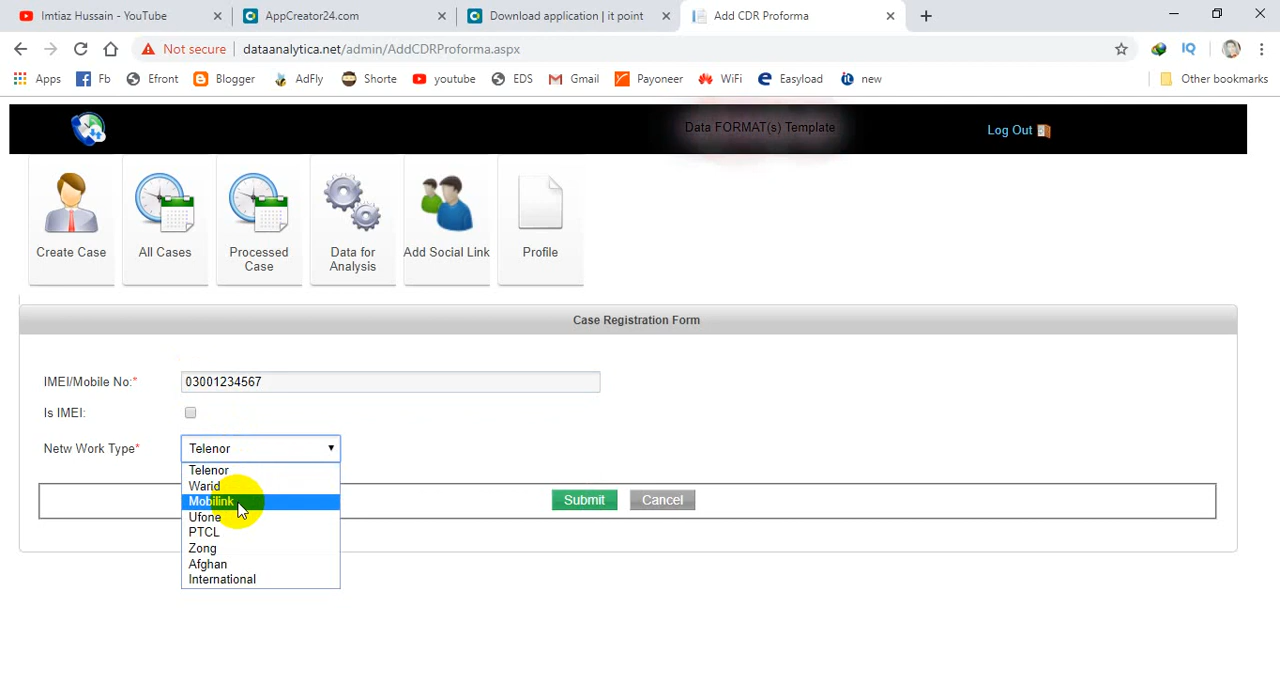 Imtiaz Hussain - YouTube
AppCreator24.com
Download application | it point
Add CDR Proforma
Not secure | dataanalytica.net/admin/AddCDRProforma.aspx
Apps Fb Efront Blogger AdFly Shorte youtube EDS Gmail Payoneer WiFi Easyload new Other bookmarks
Data FORMAT(s) Template
Log Out
Create Case
All Cases
Processed Case
Data for Analysis
Add Social Link
Profile
Case Registration Form
IMEI/Mobile No:* 03001234567
Is IMEI:
Netw Work Type* Telenor
Telenor
Warid
Mobilink
Ufone
PTCL
Zong
Afghan
International
Submit Cancel